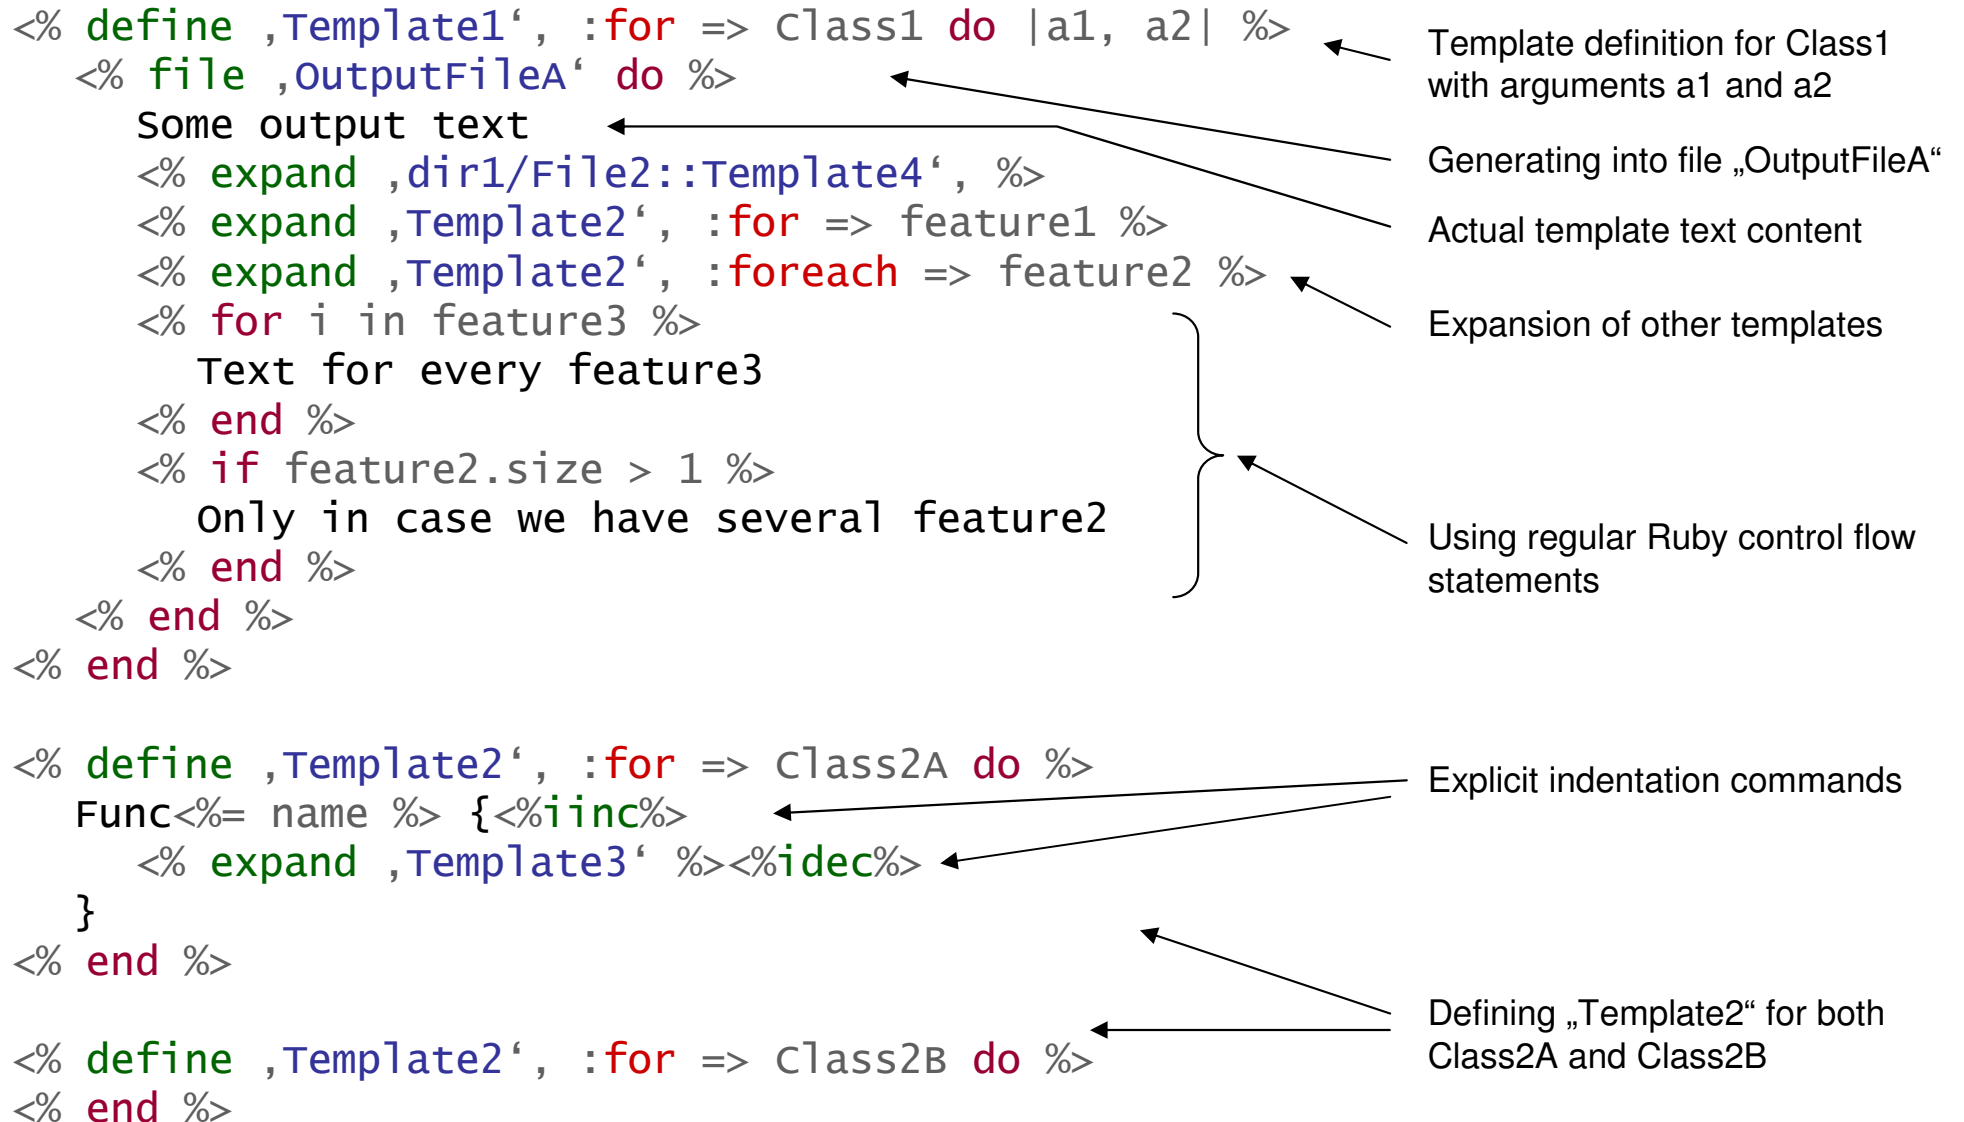 <% define ‚Template1‘, :for => Class1 do |a1, a2| %>
<% file ‚OutputFileA‘ do %>
Some output text
<% expand ‚dir1/File2::Template4‘, %>
<% expand ‚Template2‘, :for => feature1 %>
<% expand ‚Template2‘, :foreach => feature2 %>
<% for i in feature3 %>
Text for every feature3
<% end %>
<% if feature2.size > 1 %>
Only in case we have several feature2
<% end %>
<% end %>
<% end %>
<% define ‚Template2‘, :for => Class2A do %>
Func<%= name %> {<%iinc%>
<% expand ‚Template3‘ %><%idec%>
}
<% end %>
<% define ‚Template2‘, :for => Class2B do %>
<% end %>
Template definition for Class1
with arguments a1 and a2
Generating into file „OutputFileA“
Actual template text content
Expansion of other templates
Using regular Ruby control flow
statements
Explicit indentation commands
Defining „Template2“ for both
Class2A and Class2B